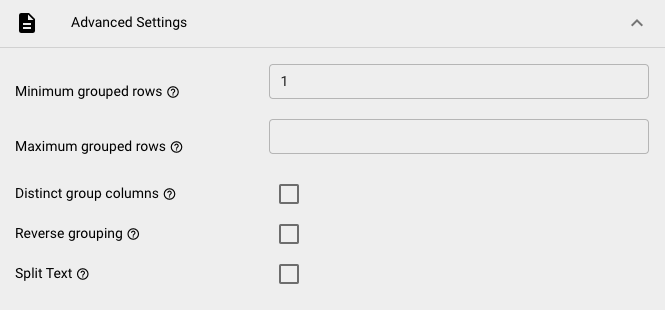 Advanced Settings
Minimum grouped rows
1
Maximum grouped rows
Distinct group columns
Reverse grouping
Split Text